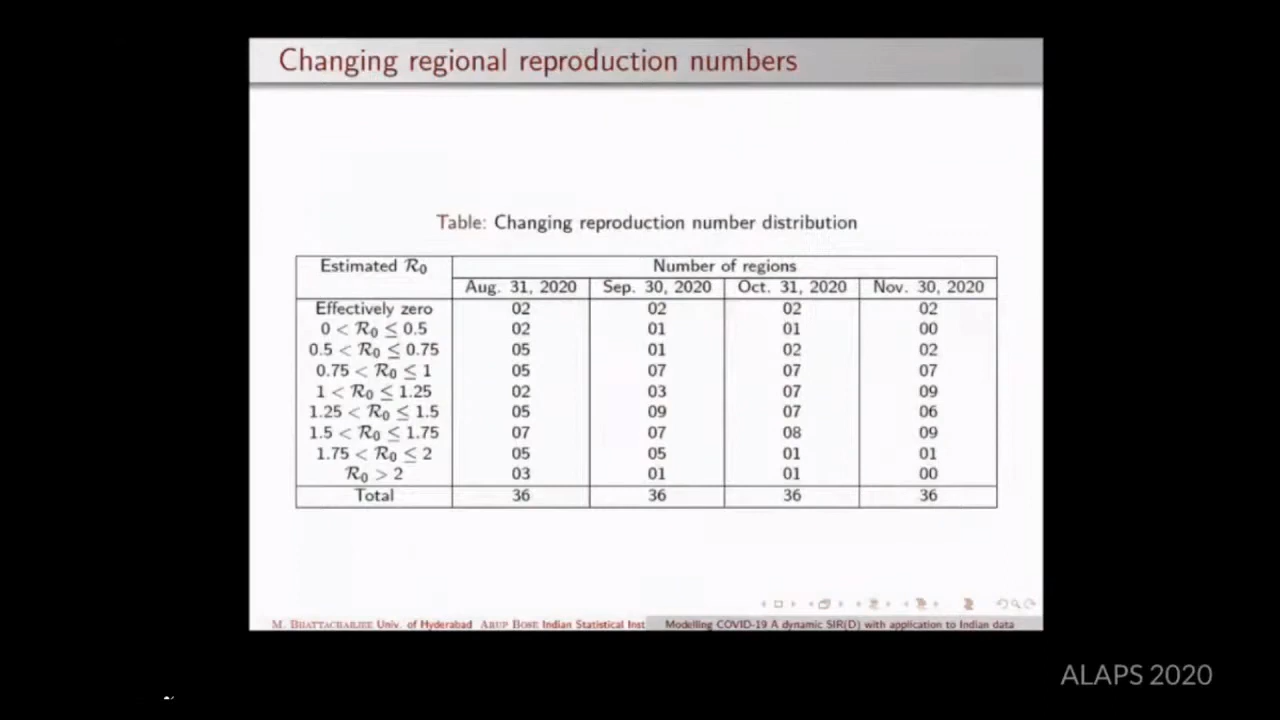 Changing regional reproduction numbers
Table: Changing reproduction number distribution
Estimated R₀ Number of regions
Aug. 31, 2020 Sep. 30, 2020 Oct. 31, 2020 Nov. 30, 2020
Effectively zero 02 02 02 02
0 < R₀ ≤ 0.5 02 01 01 00
0.5 < R₀ ≤ 0.75 05 01 02 02
0.75 < R₀ ≤ 1 05 07 07 07
1 < R₀ ≤ 1.25 02 03 07 09
1.25 < R₀ ≤ 1.5 05 09 07 06
1.5 < R₀ ≤ 1.75 07 07 08 09
1.75 < R₀ ≤ 2 05 05 01 01
R₀ > 2 03 01 01 00
Total 36 36 36 36
M. BHATTACHARJEE Univ. of Hyderabad ARUP BOSE Indian Statistical Inst Modelling COVID-19 A dynamic SIR(D) with application to Indian data
ALAPS 2020